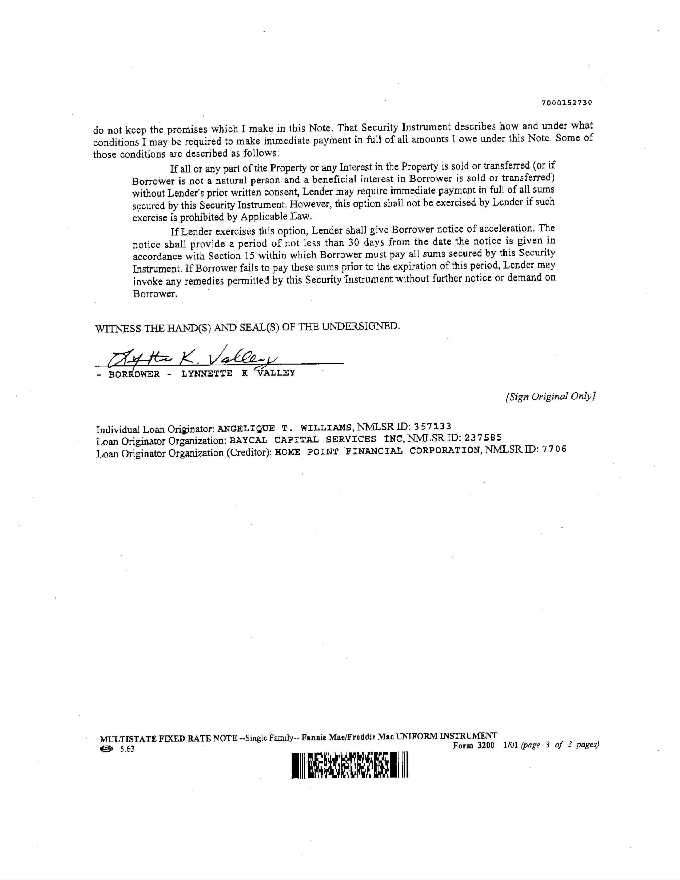 7000152730
do not keep the promises which I make in this Note. That Security Instrument describes how and under what
conditions I may be required to make immediate payment in full of all amounts I owe under this Note. Some of
those conditions are described as follows:
If all or any part of the Property or any Interest in the Property is sold or transferred (or if
Borrower is not a natural person and a beneficial interest in Borrower is sold or transferred)
without Lender's prior written consent, Lender may require immediate payment in full of all sums
secured by this Security Instrument. However, this option shall not be exercised by Lender if such
exercise is prohibited by Applicable Law.
If Lender exercises this option, Lender shall give Borrower notice of acceleration. The
notice shall provide a period of not less than 30 days from the date the notice is given in
accordance with Section 15 within which Borrower must pay all sums secured by this Security
Instrument. If Borrower fails to pay these sums prior to the expiration of this period, Lender may
invoke any remedies permitted by this Security Instrument without further notice or demand on
Borrower.
WITNESS THE HAND(S) AND SEAL(S) OF THE UNDERSIGNED.
K. Valley
- BORROWER - LYNNETTE K VALLEY
[Sign Original Only]
Individual Loan Originator: ANGELIQUE T. WILLIAMS, NMLSR ID: 357133
Loan Originator Organization: BAYCAL CAPITAL SERVICES INC, NMLSR ID: 237585
Loan Originator Organization (Creditor): HOME POINT FINANCIAL CORPORATION, NMLSR ID: 7706
MULTISTATE FIXED RATE NOTE --Single Family-- Fannie Mae/Freddie Mac UNIFORM INSTRUMENT
5.63 Form 3200 1/01 (page 3 of 3 pages)